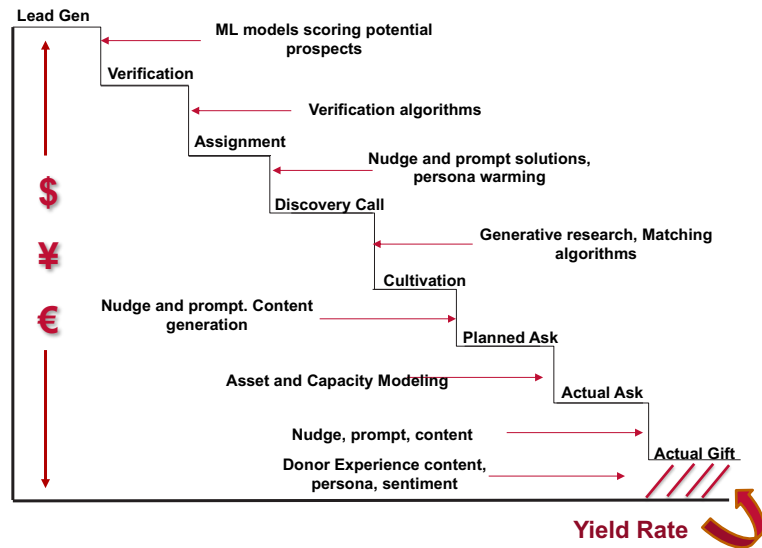 Lead Gen
ML models scoring potential
prospects
Verification
Verification algorithms
Assignment
Nudge and prompt solutions,
persona warming
$
Discovery Call
¥
Generative research, Matching
algorithms
Cultivation
€
Nudge and prompt. Content
generation
Planned Ask
Asset and Capacity Modeling
Actual Ask
Nudge, prompt, content
Actual Gift
Donor Experience content,
persona, sentiment
Yield Rate